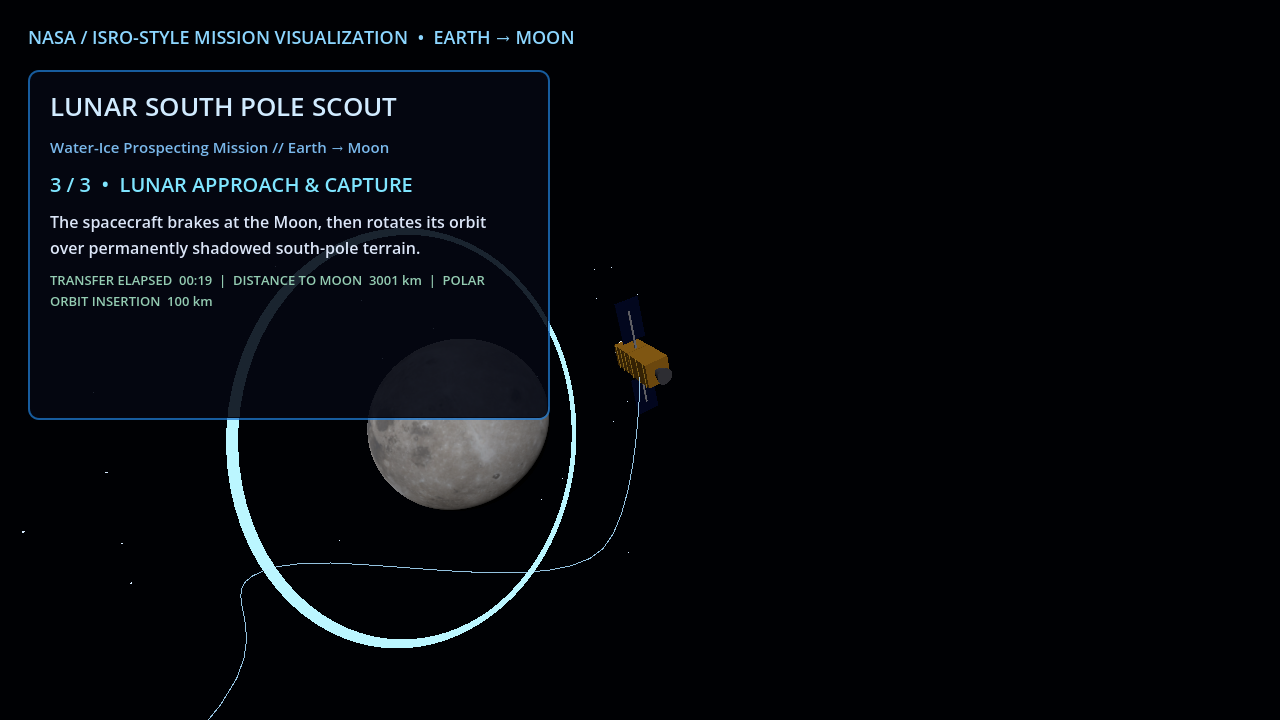 NASA / ISRO-STYLE MISSION VISUALIZATION • EARTH → MOON
LUNAR SOUTH POLE SCOUT
Water-Ice Prospecting Mission // Earth → Moon
3 / 3 • LUNAR APPROACH & CAPTURE
The spacecraft brakes at the Moon, then rotates its orbit
over permanently shadowed south-pole terrain.
TRANSFER ELAPSED 00:19 | DISTANCE TO MOON 3001 km | POLAR
ORBIT INSERTION 100 km